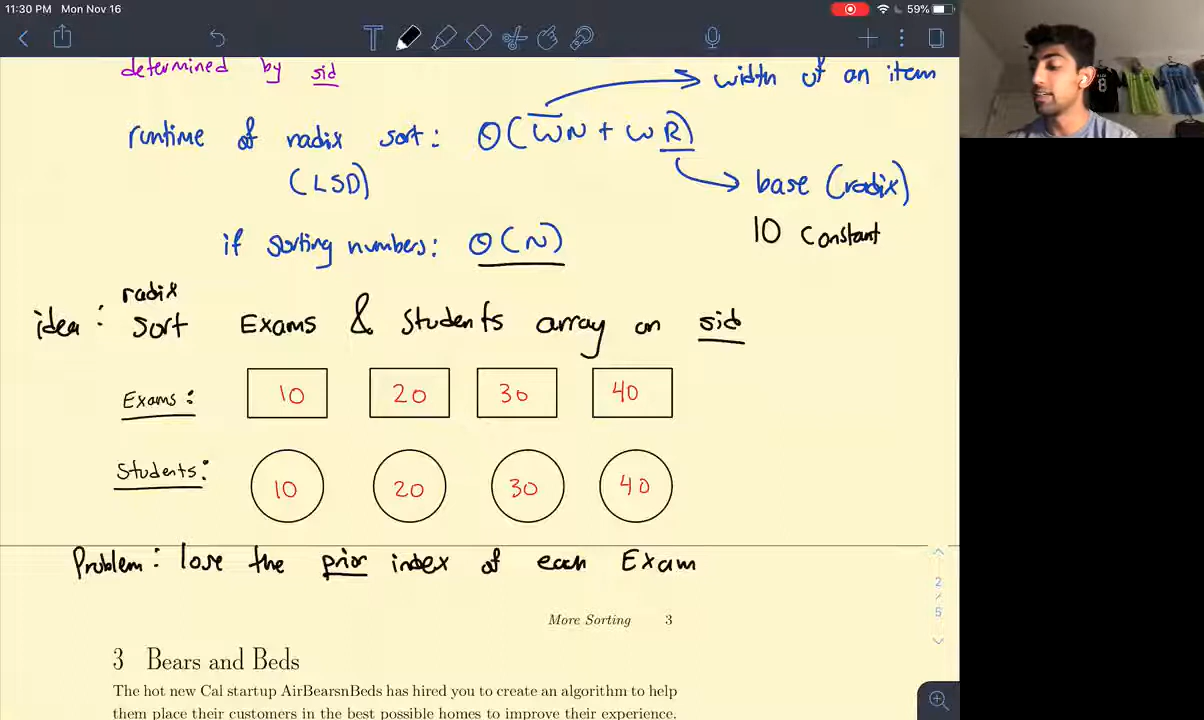 11:30 PM Mon Nov 16
59%
determined by sid
width of an item
runtime of radix sort: Θ(WN + WR)
(LSD)
base (radix)
10 constant
if sorting numbers: Θ(N)
radix
idea: sort Exams & Students array on sid
Exams: 10 20 30 40
Students: 10 20 30 40
Problem: lose the prior index of each Exam
2 / 5
More Sorting 3
3 Bears and Beds
The hot new Cal startup AirBearsnBeds has hired you to create an algorithm to help
them place their customers in the best possible homes to improve their experience.
8